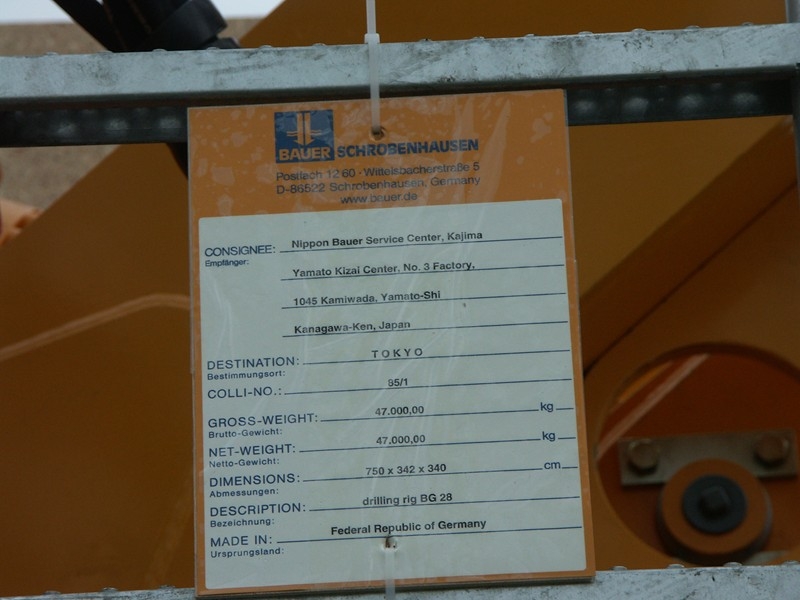 BAUER SCHROBENHAUSEN
Postfach 12 60 · Wittelsbacherstraße 5
D-86522 Schrobenhausen, Germany
www.bauer.de
CONSIGNEE: Nippon Bauer Service Center, Kajima
Empfänger:
Yamato Kizai Center, No. 3 Factory,
1045 Kamiwada, Yamato-Shi
Kanagawa-Ken, Japan
DESTINATION: TOKYO
Bestimmungsort:
COLLI-NO.: 85/1
GROSS-WEIGHT: 47.000,00 kg
Brutto-Gewicht:
NET-WEIGHT: 47.000,00 kg
Netto-Gewicht:
DIMENSIONS: 750 x 342 x 340 cm
Abmessungen:
DESCRIPTION: drilling rig BG 28
Bezeichnung:
MADE IN: Federal Republic of Germany
Ursprungsland: